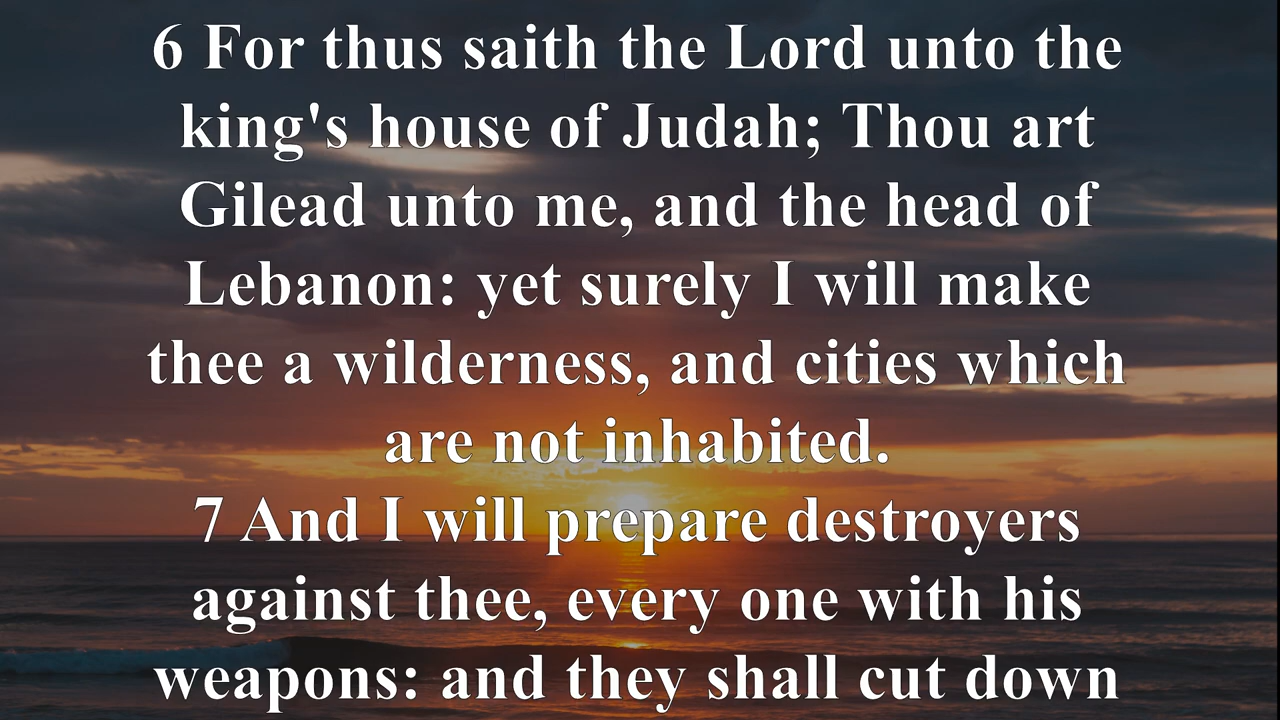 6 For thus saith the Lord unto the
king's house of Judah; Thou art
Gilead unto me, and the head of
Lebanon: yet surely I will make
thee a wilderness, and cities which
are not inhabited.
7 And I will prepare destroyers
against thee, every one with his
weapons: and they shall cut down